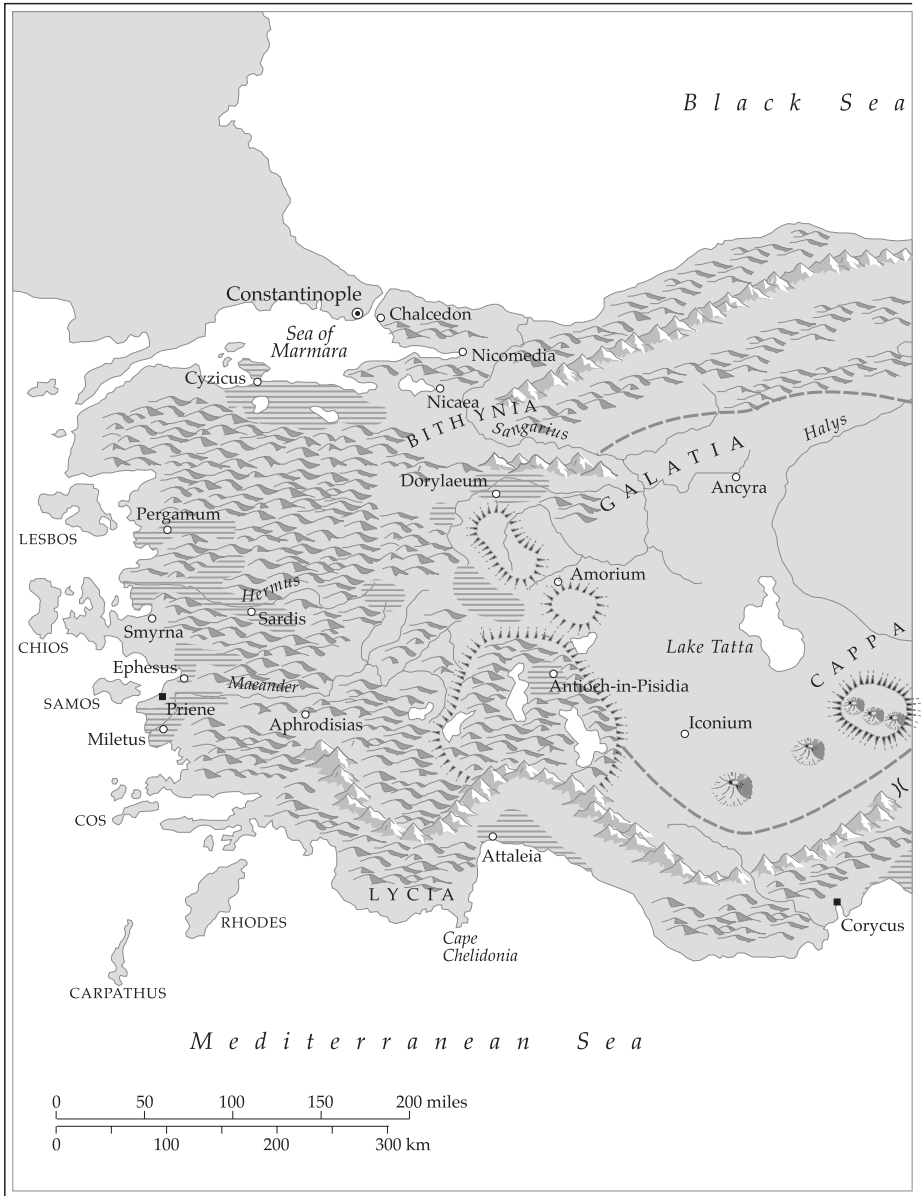 Black Sea
Constantinople
Chalcedon
Sea of
Marmara
Nicomedia
Cyzicus
Nicaea
BITHYNIA
Sangarius
Halys
GALATIA
Dorylaeum
Ancyra
Pergamum
LESBOS
Amorium
Hermus
Sardis
Smyrna
CHIOS
Lake Tatta
CAPPA
Ephesus
Maeander
Antioch-in-Pisidia
SAMOS
Priene
Aphrodisias
Iconium
Miletus
COS
Attaleia
LYCIA
RHODES
Corycus
Cape
Chelidonia
CARPATHUS
Mediterranean Sea
0 50 100 150 200 miles
0 100 200 300 km